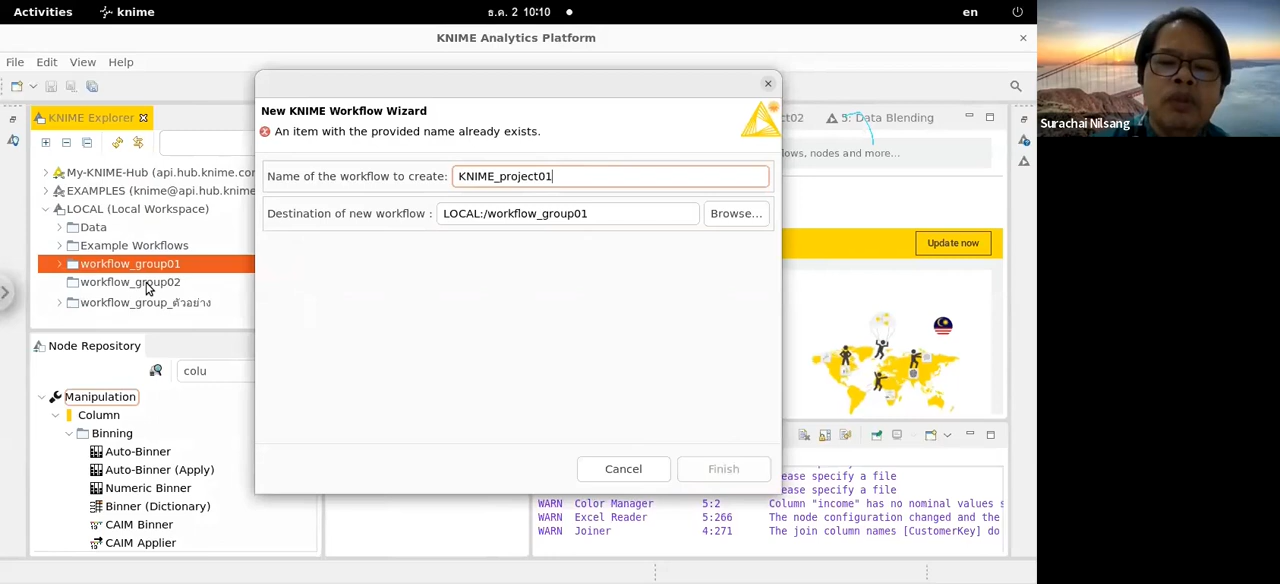 Activities
knime
ธ.ค. 2 10:10
en
KNIME Analytics Platform
File Edit View Help
KNIME Explorer
My-KNIME-Hub (api.hub.knime.com
EXAMPLES (knime@api.hub.knime
LOCAL (Local Workspace)
Data
Example Workflows
workflow_group01
workflow_group02
workflow_group_ตัวอย่าง
Node Repository
colu
Manipulation
Column
Binning
Auto-Binner
Auto-Binner (Apply)
Numeric Binner
Binner (Dictionary)
CAIM Binner
CAIM Applier
New KNIME Workflow Wizard
An item with the provided name already exists.
Name of the workflow to create: KNIME_project01
Destination of new workflow : LOCAL:/workflow_group01 Browse...
Cancel Finish
ct02 5. Data Blending
lows, nodes and more...
Update now
ease specify a file
ease specify a file
WARN Color Manager 5:2 Column "income" has no nominal values s
WARN Excel Reader 5:266 The node configuration changed and the
WARN Joiner 4:271 The join column names [CustomerKey] do
Surachai Nilsang